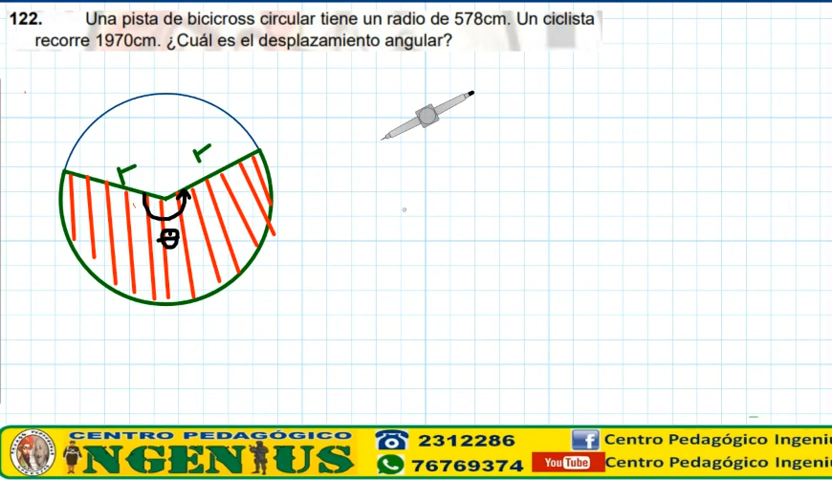 122. Una pista de bicicross circular tiene un radio de 578cm. Un ciclista
recorre 1970cm. ¿Cuál es el desplazamiento angular?
r r
θ
CENTRO PEDAGÓGICO
INGENIUS
2312286
76769374
f Centro Pedagógico Ingeni
YouTube Centro Pedagógico Ingeni